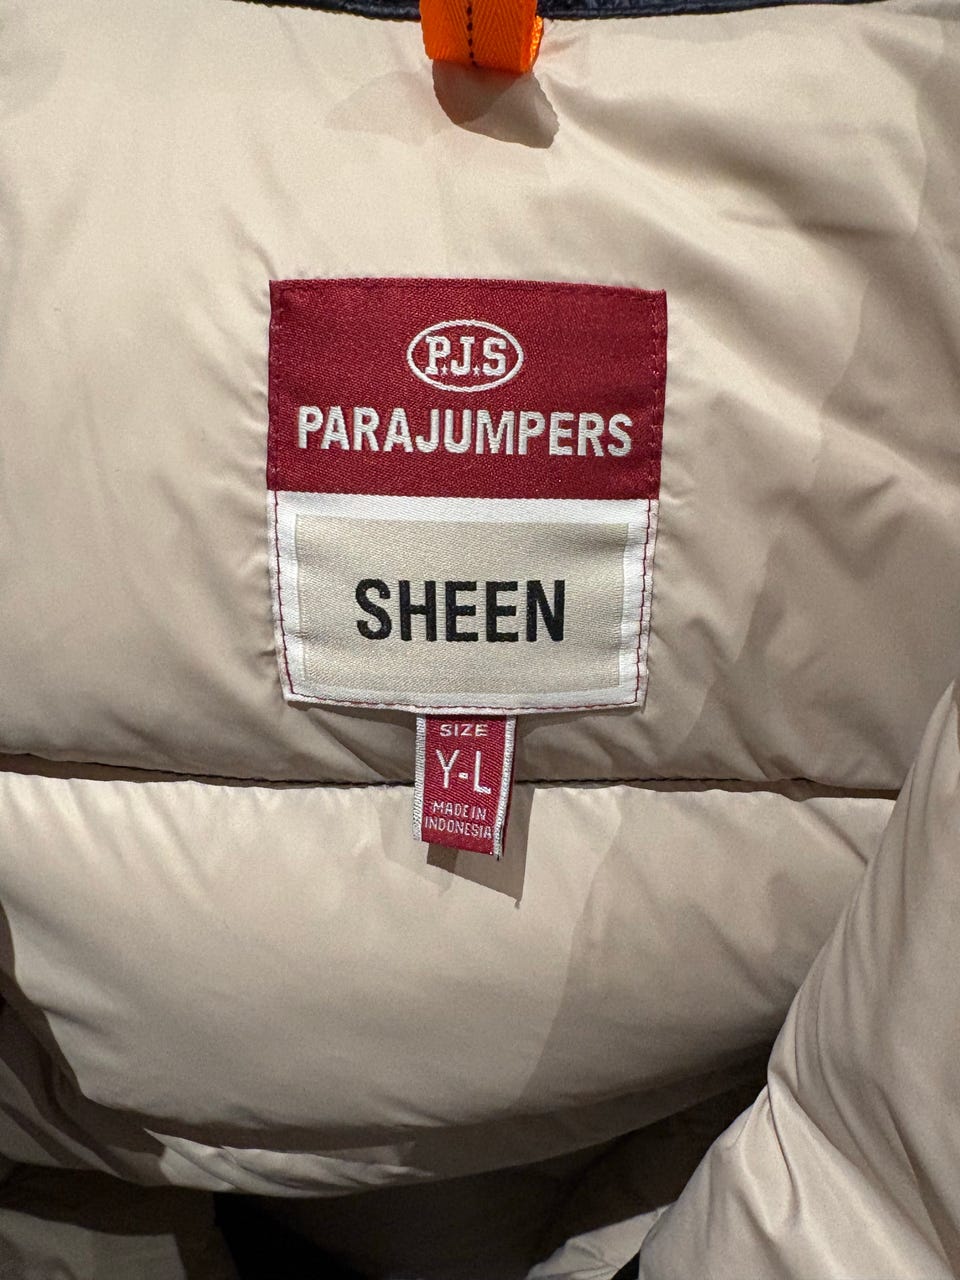 P.J.S
PARAJUMPERS
SHEEN
SIZE
Y-L
MADE IN
INDONESIA